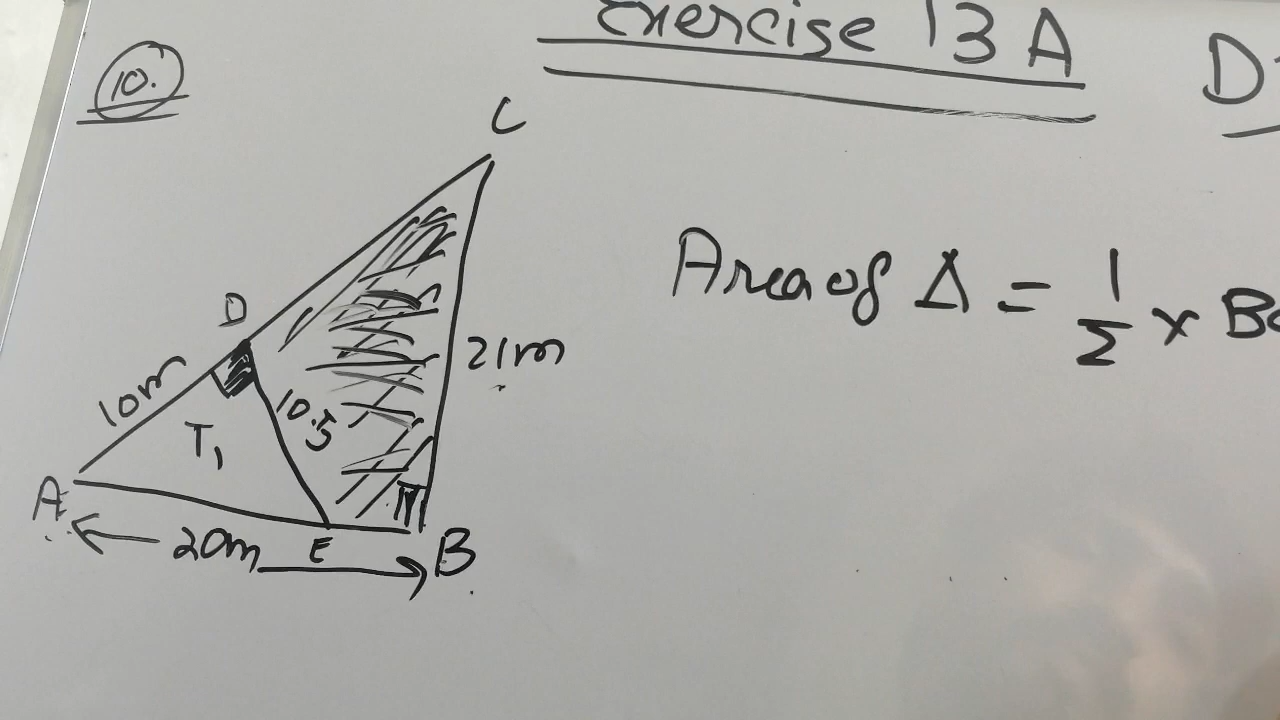 Exercise 13 A
10.
C
D
10m
10.5
21m
T1
A
20m
E
B
Area of Δ = 1/2 ×